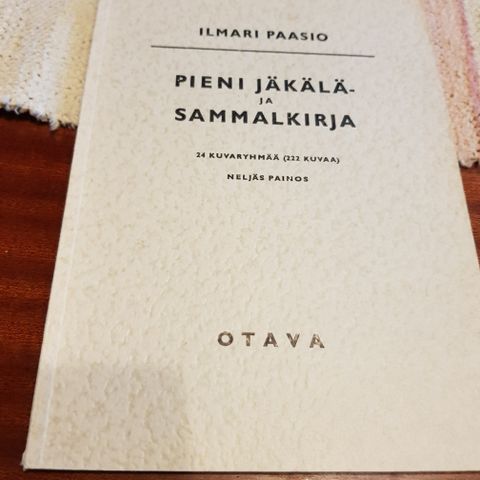 ILMARI PAASIO
PIENI JÄKÄLÄ-
JA
SAMMALKIRJA
24 KUVARYHMÄÄ (222 KUVAA)
NELJÄS PAINOS
OTAVA